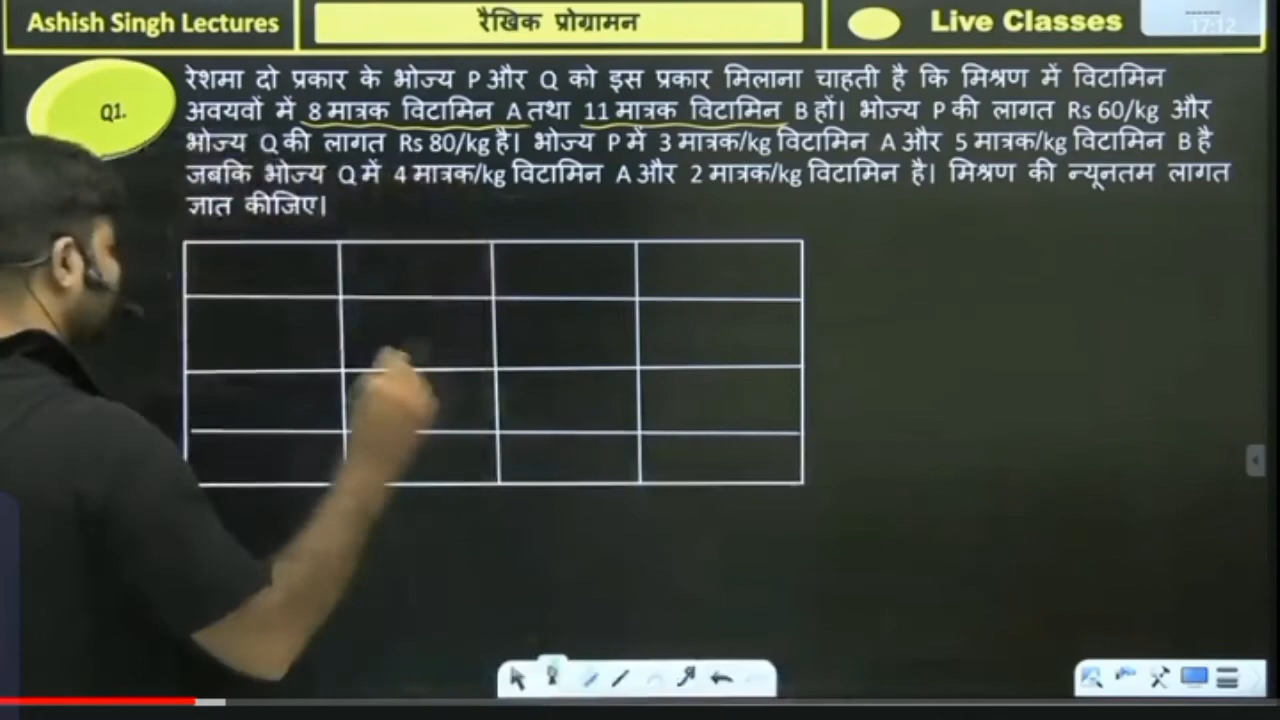 Ashish Singh Lectures
रैखिक प्रोग्रामन
Live Classes
17:12
Q1.
रेशमा दो प्रकार के भोज्य P और Q को इस प्रकार मिलाना चाहती है कि मिश्रण में विटामिन
अवयवों में 8 मात्रक विटामिन A तथा 11 मात्रक विटामिन B हों। भोज्य P की लागत Rs 60/kg और
भोज्य Q की लागत Rs 80/kg है। भोज्य P में 3 मात्रक/kg विटामिन A और 5 मात्रक/kg विटामिन B है
जबकि भोज्य Q में 4 मात्रक/kg विटामिन A और 2 मात्रक/kg विटामिन है। मिश्रण की न्यूनतम लागत
ज्ञात कीजिए।